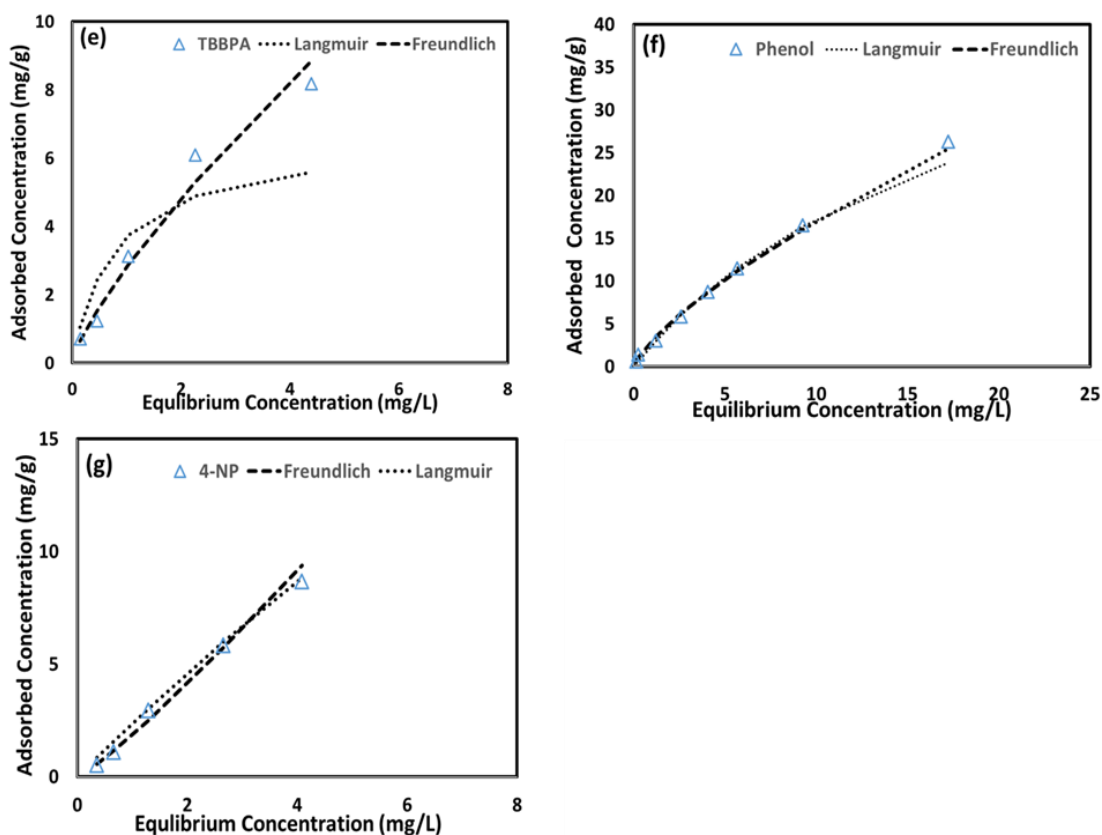 (e) TBBPA Langmuir Freundlich
Adsorbed Concentration (mg/g)
10
8
6
4
2
0
0 2 4 6 8
Equlibrium Concentration (mg/L)
(f) Phenol Langmuir Freundlich
Adsorbed Concentration (mg/g)
40
35
30
25
20
15
10
5
0
0 5 10 15 20 25
Equilibrium Concentration (mg/L)
(g) 4-NP Freundlich Langmuir
Adsorbed Concentration (mg/g)
15
10
5
0
0 2 4 6 8
Equlibrium Concentration (mg/L)